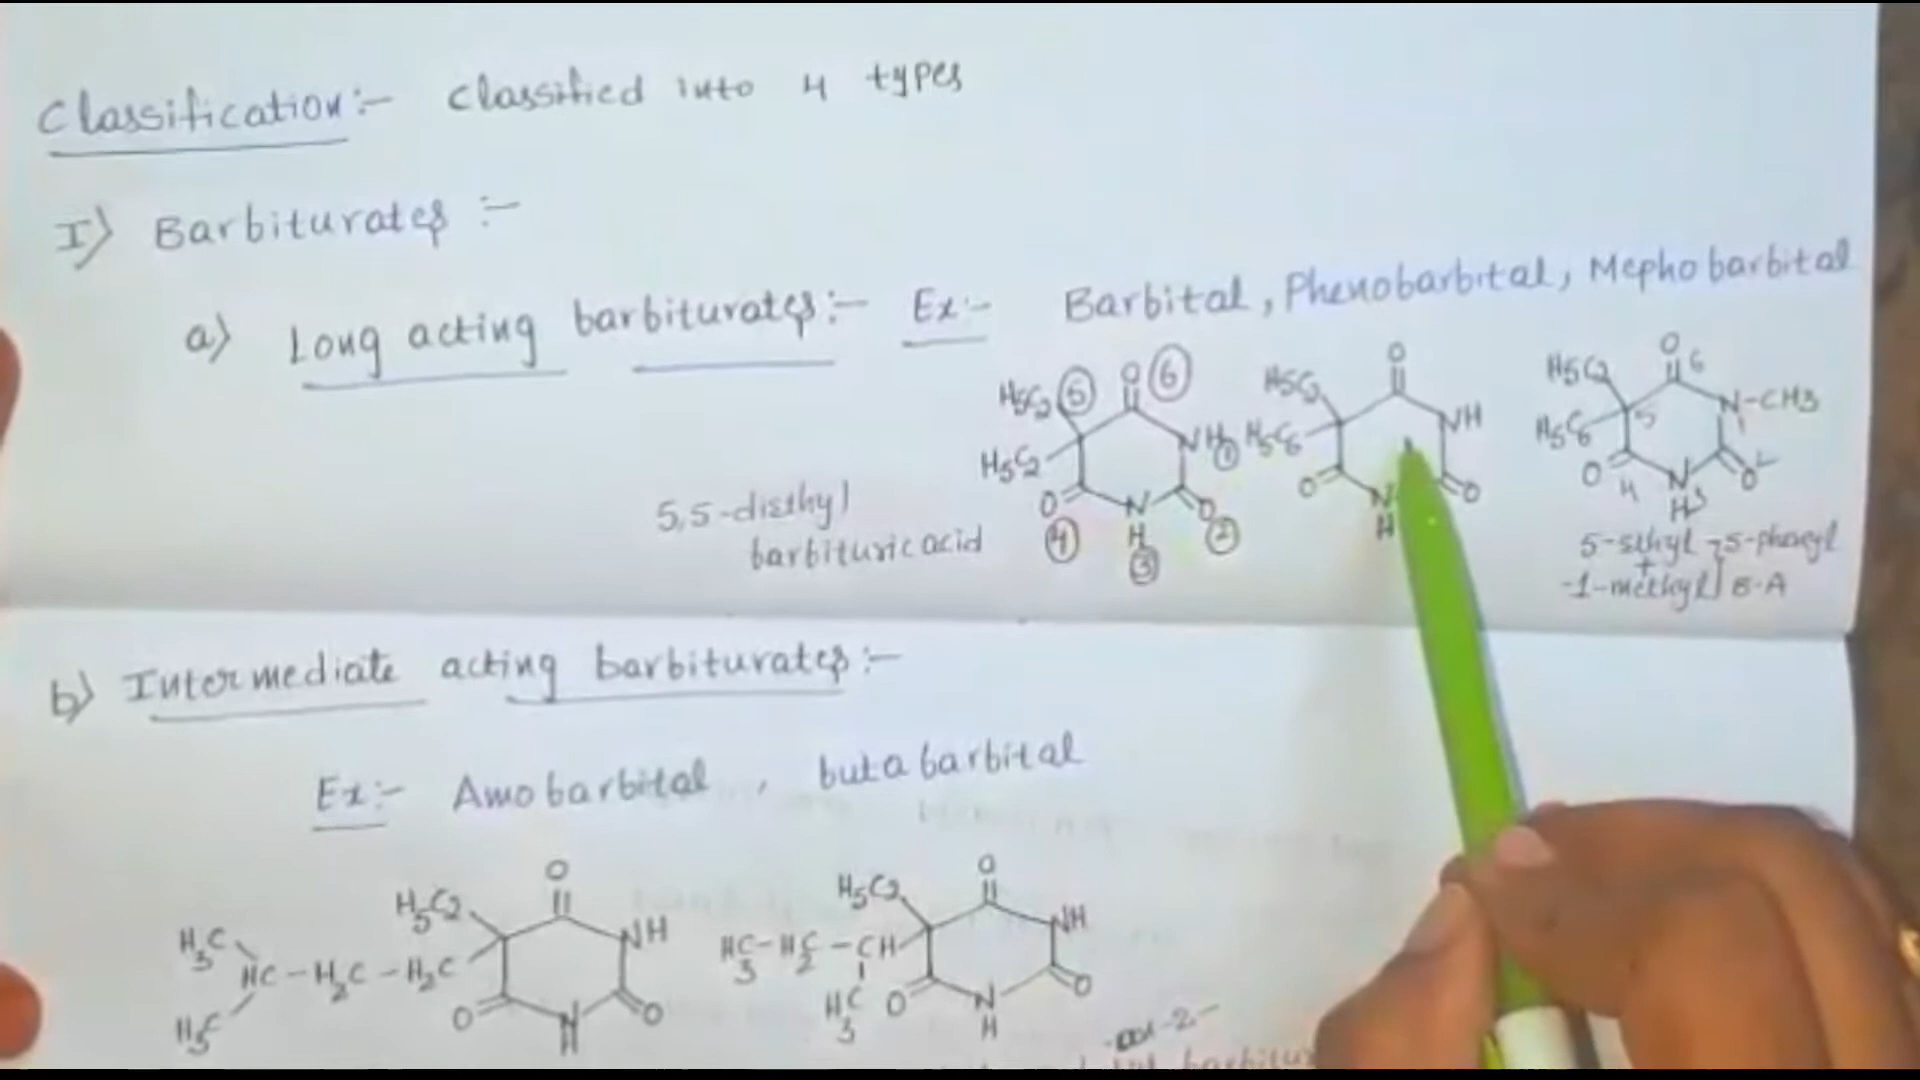 Classification:- Classified into 4 types
I) Barbiturates :-
a) Long acting barbiturates:- Ex:- Barbital, Phenobarbital, Mephobarbital
H5C2 5 O 6 H5C2 O H5C2 O 6
H5C2 NH 1 H5C6 NH H5C6 5 N-CH3 1
O 4 N H 3 O 2 O N H O O 4 N H 3 O 2
5,5-diethyl
barbituric acid
5-ethyl-5-phenyl
-1-methyl B.A
b) Intermediate acting barbiturates:-
Ex:- Amobarbital, butabarbital
H5C2 O H5C2 O
H3C NH NH
HC-H2C-H2C H3C-H2C-CH
H3C O N H O H3C O N H O
-2-